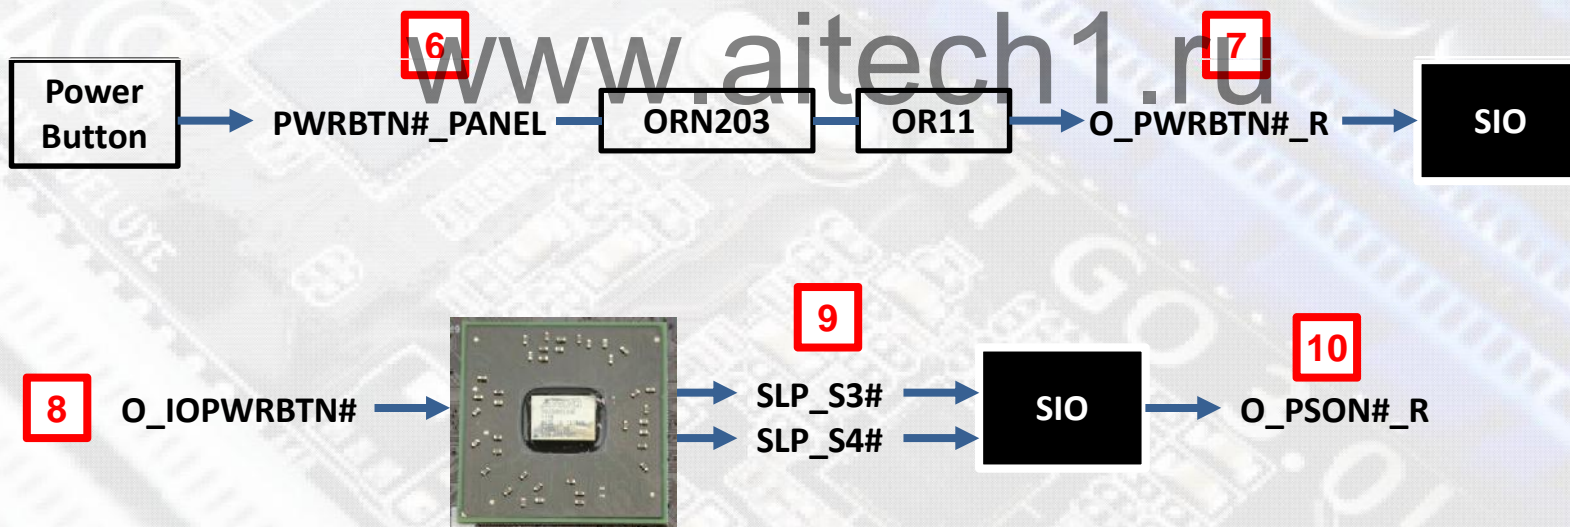 www.aitech1.ru
6
7
Power
Button
PWRBTN#_PANEL
ORN203
OR11
O_PWRBTN#_R
SIO
9
10
8
O_IOPWRBTN#
SLP_S3#
SLP_S4#
SIO
O_PSON#_R